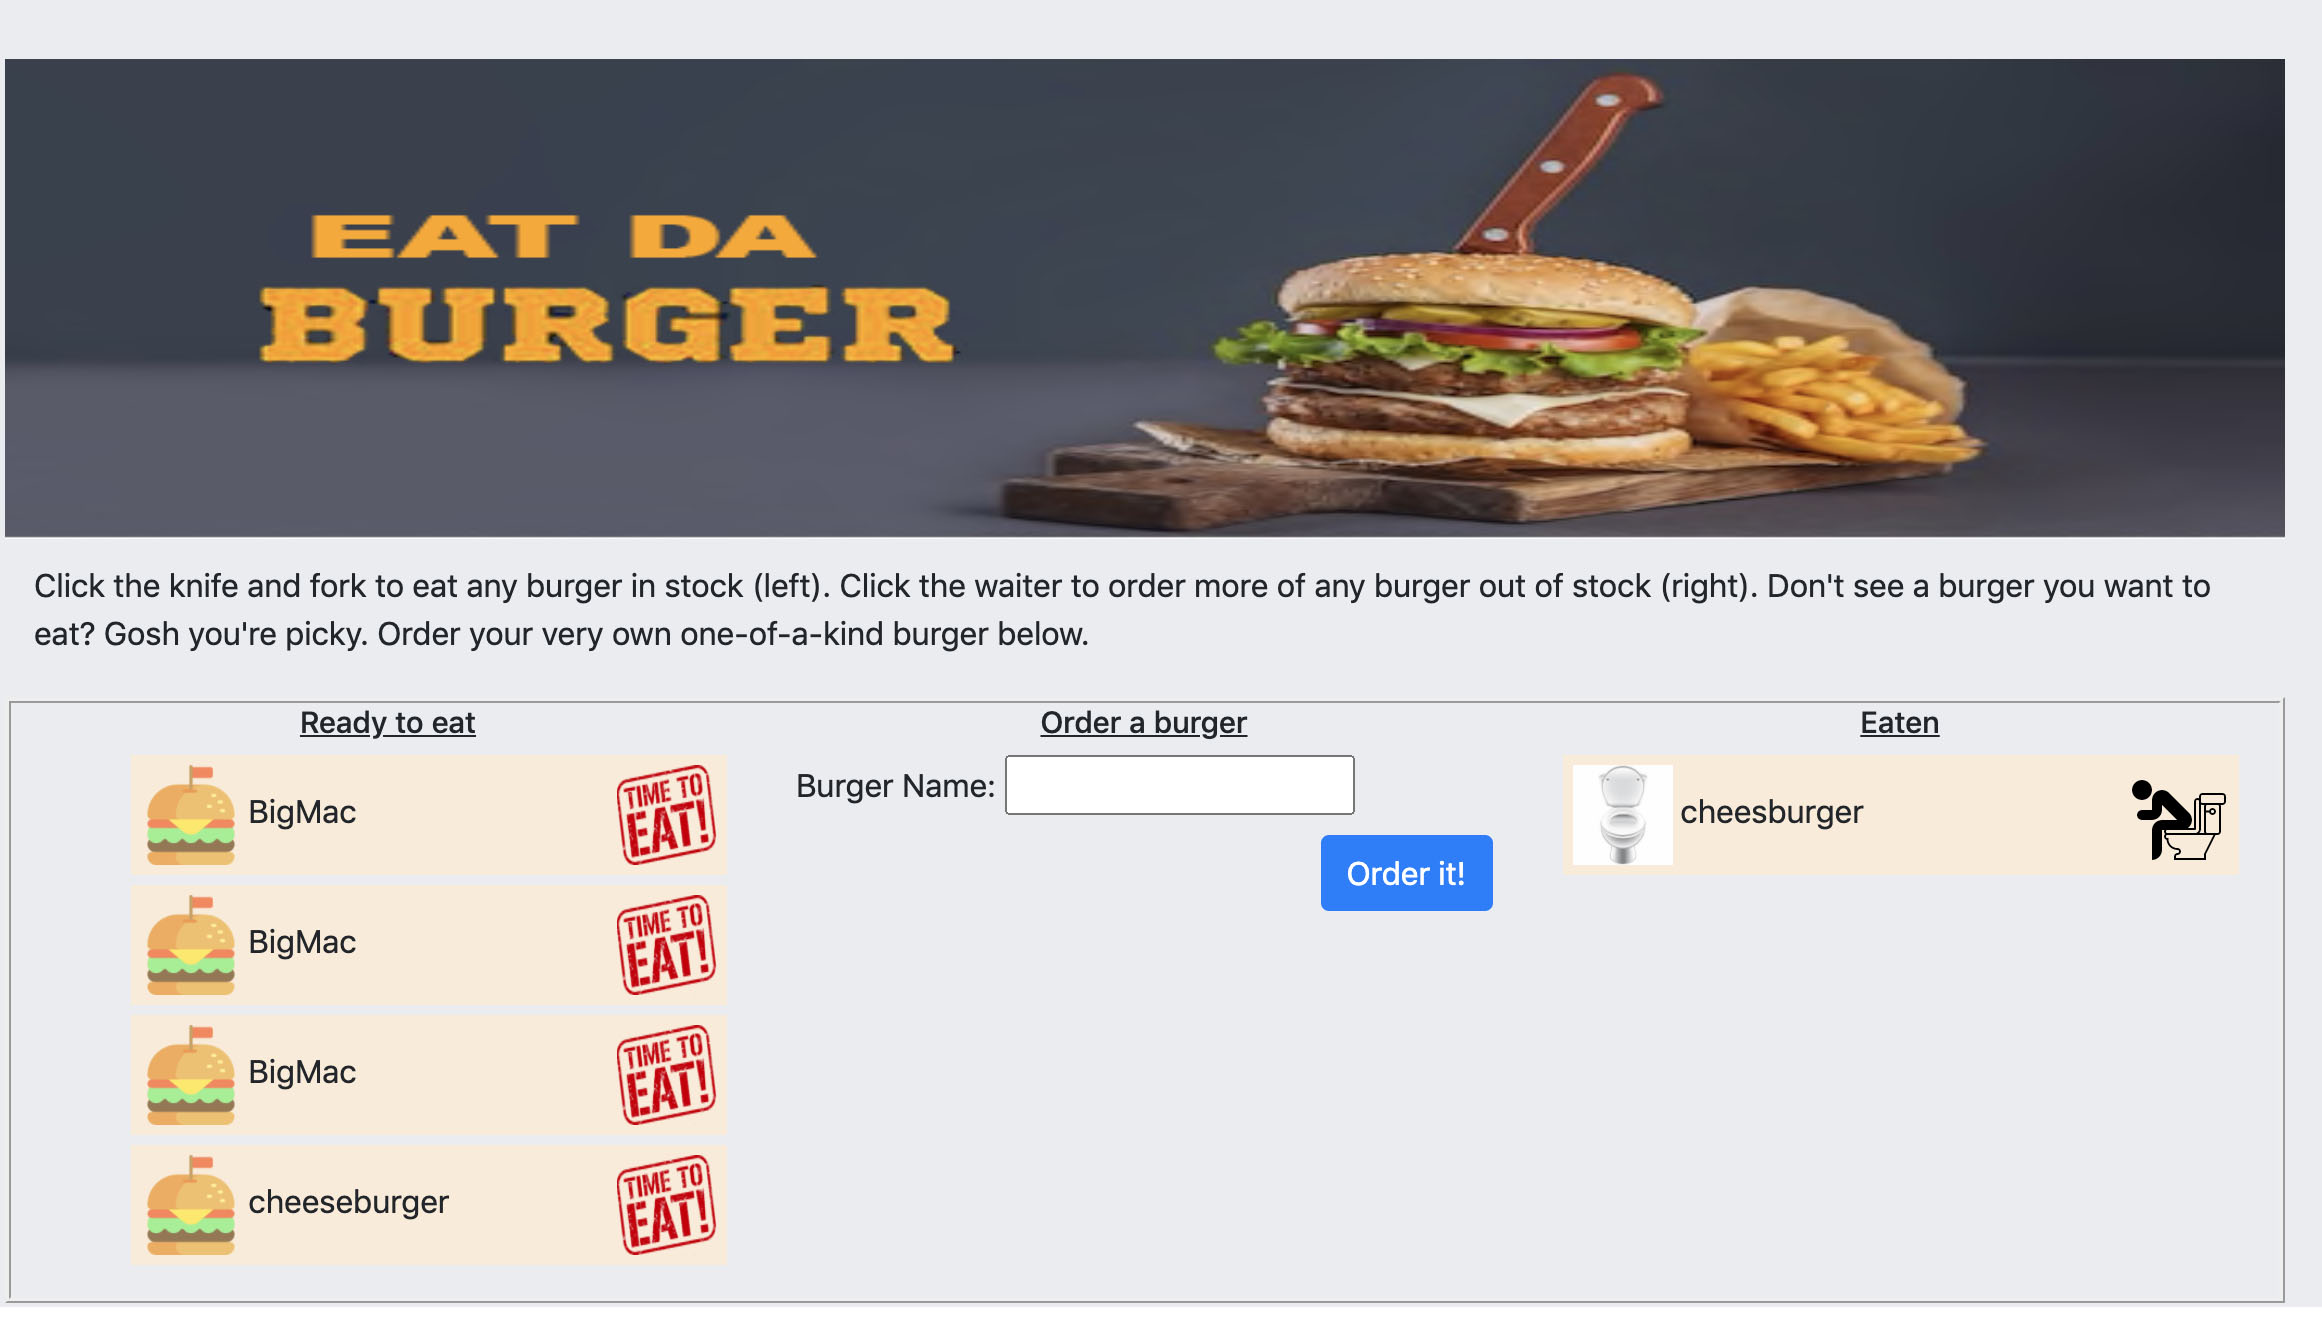 EAT DA
BURGER
Click the knife and fork to eat any burger in stock (left). Click the waiter to order more of any burger out of stock (right). Don't see a burger you want to
eat? Gosh you're picky. Order your very own one-of-a-kind burger below.
Ready to eat
BigMac
TIME TO
EAT!
BigMac
TIME TO
EAT!
BigMac
TIME TO
EAT!
cheeseburger
TIME TO
EAT!
Order a burger
Burger Name:
Order it!
Eaten
cheesburger